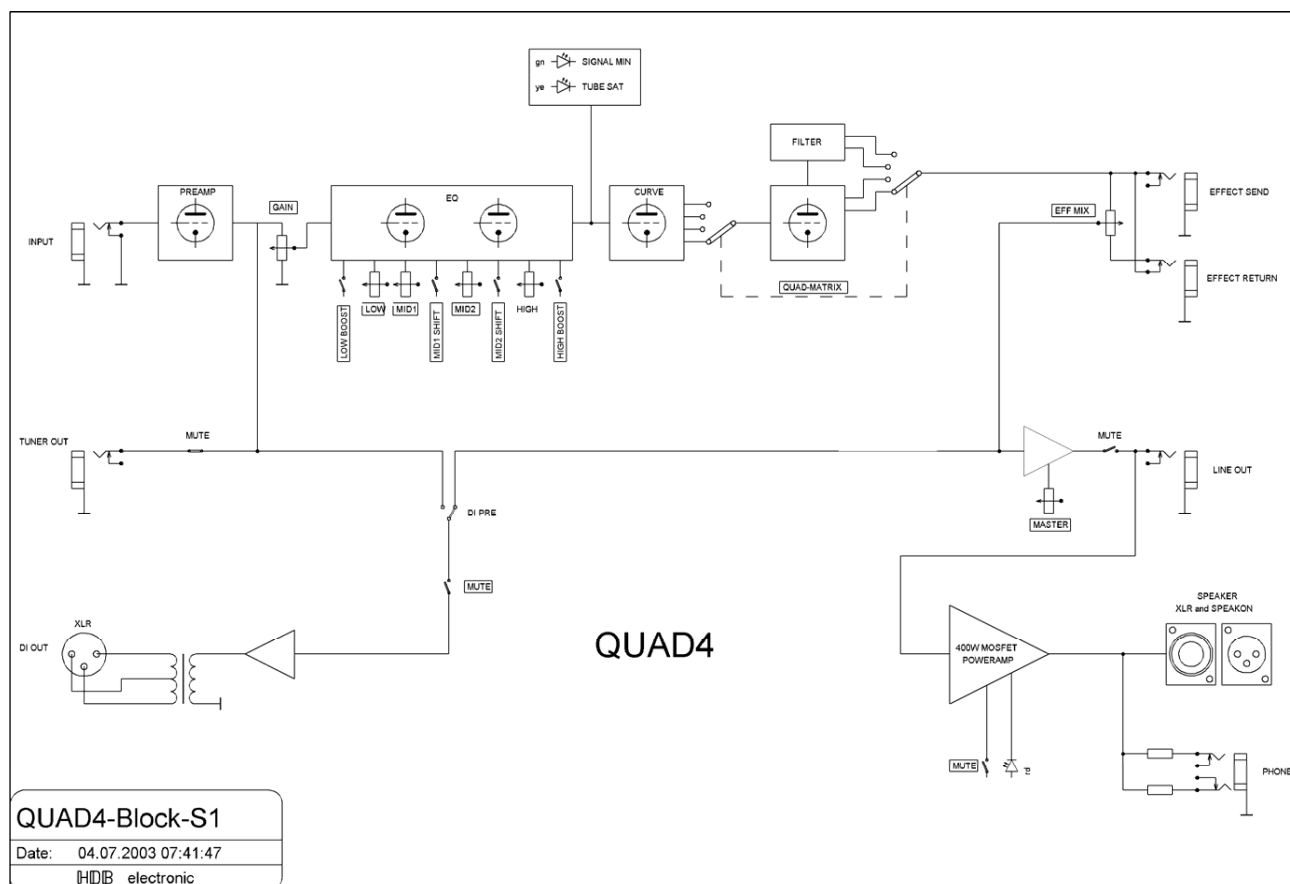 gn SIGNAL MIN
ye TUBE SAT
FILTER
PREAMP
GAIN
EQ
CURVE
INPUT
EFFECT SEND
EFF MIX
EFFECT RETURN
QUAD-MATRIX
LOW BOOST
LOW
MID1
MID1 SHIFT
MID2
MID2 SHIFT
HIGH
HIGH BOOST
TUNER OUT
MUTE
MUTE
LINE OUT
DI PRE
MASTER
MUTE
XLR
DI OUT
QUAD4
400W MOSFET
POWERAMP
SPEAKER
XLR and SPEAKON
MUTE
rd
PHONE
QUAD4-Block-S1
Date: 04.07.2003 07:41:47
HDB electronic